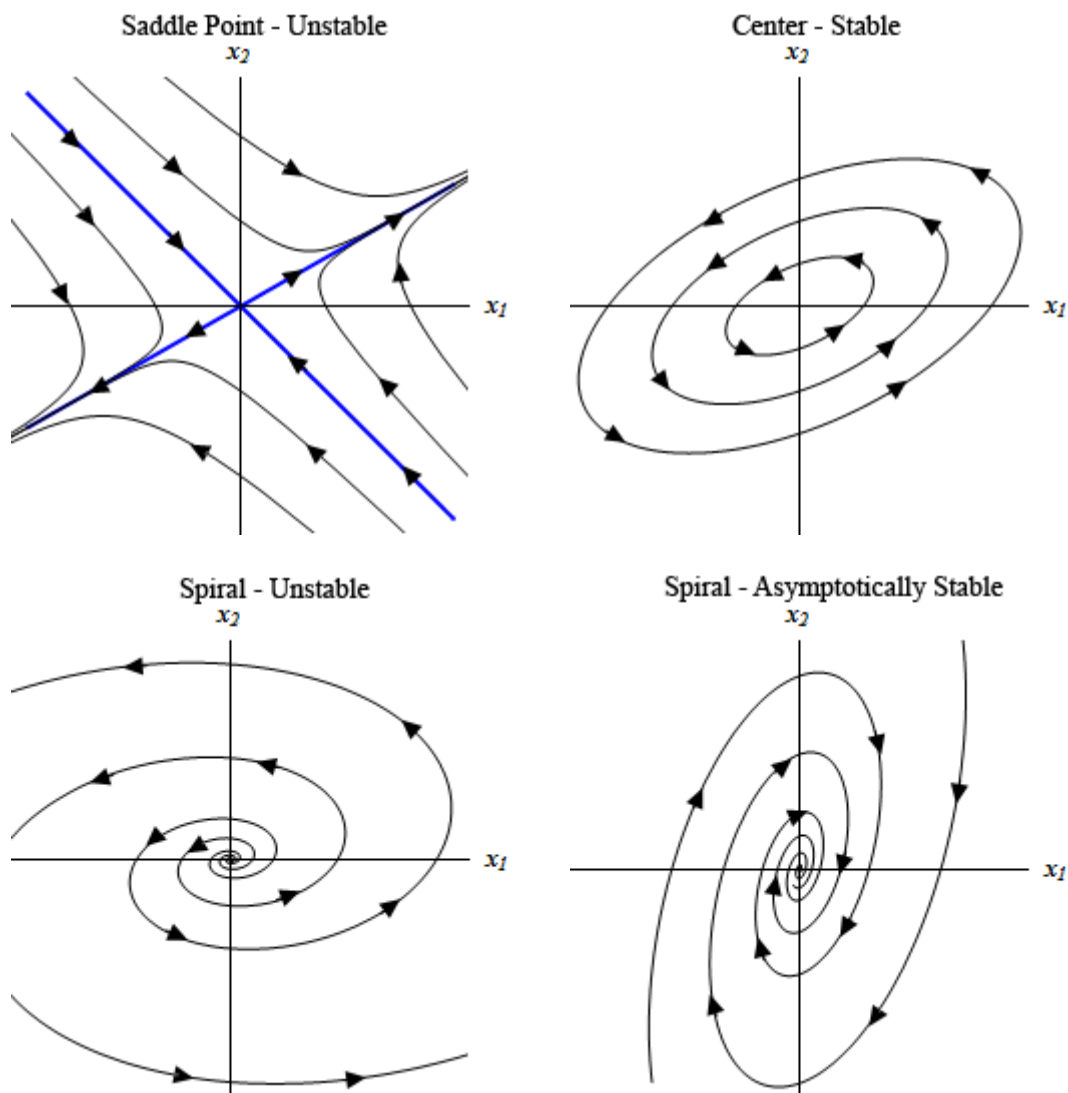 Saddle Point - Unstable
x2
x1
Center - Stable
x2
x1
Spiral - Unstable
x2
x1
Spiral - Asymptotically Stable
x2
x1